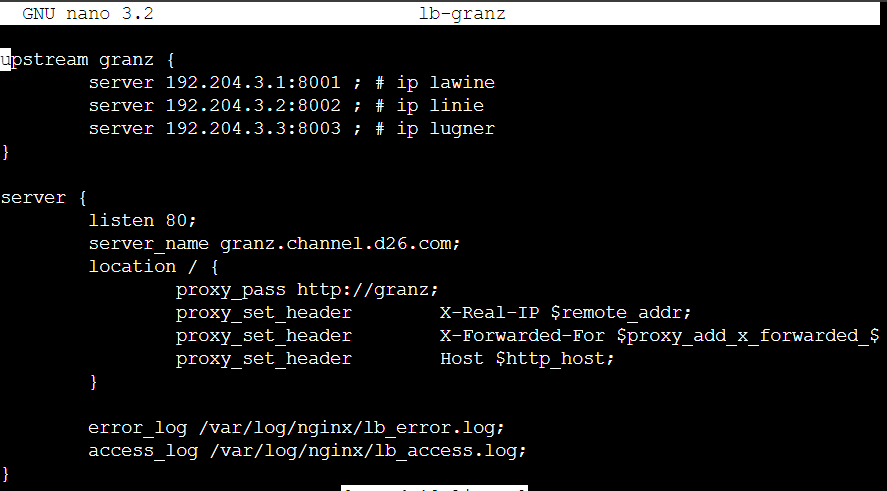 GNU nano 3.2                        lb-granz
upstream granz {
        server 192.204.3.1:8001 ; # ip lawine
        server 192.204.3.2:8002 ; # ip linie
        server 192.204.3.3:8003 ; # ip lugner
}
server {
        listen 80;
        server_name granz.channel.d26.com;
        location / {
                proxy_pass http://granz;
                proxy_set_header        X-Real-IP $remote_addr;
                proxy_set_header        X-Forwarded-For $proxy_add_x_forwarded_$
                proxy_set_header        Host $http_host;
        }
        error_log /var/log/nginx/lb_error.log;
        access_log /var/log/nginx/lb_access.log;
}